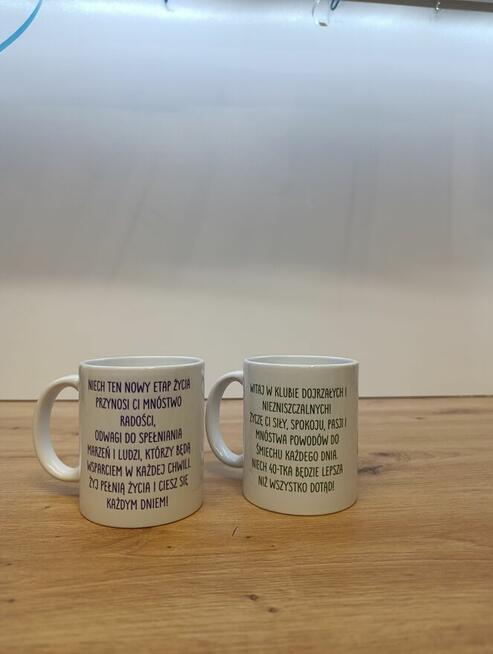 NIECH TEN NOWY ETAP ŻYCIA
PRZYNOSI CI MNÓSTWO
RADOŚCI,
ODWAGI DO SPEŁNIANIA
MARZEŃ I LUDZI, KTÓRZY BĘDĄ
WSPARCIEM W KAŻDEJ CHWILI.
ŻYJ PEŁNIĄ ŻYCIA I CIESZ SIĘ
KAŻDYM DNIEM!
WITAJ W KLUBIE DOJRZAŁYCH I
NIEZNISZCZALNYCH!
ŻYCZĘ CI SIŁY, SPOKOJU, PASJI I
MNÓSTWA POWODÓW DO
ŚMIECHU KAŻDEGO DNIA.
NIECH 40-TKA BĘDZIE LEPSZA
NIŻ WSZYSTKO DOTĄD!